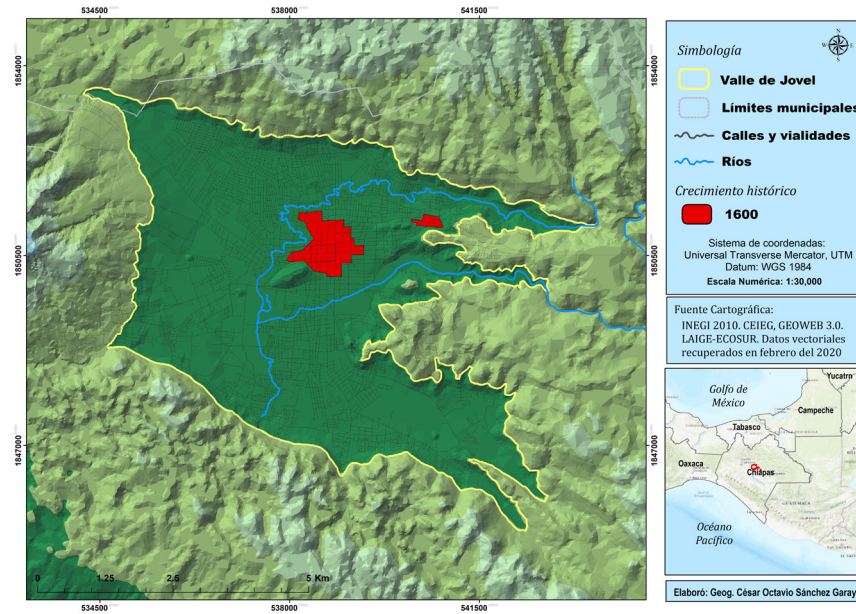 534500 538000 541500
1854000 1854000
1850500 1850500
1847000 1847000
0 1.25 2.5 5 Km
534500 538000 541500
N
W E
S
Simbología
Valle de Jovel
Límites municipales
Calles y vialidades
Ríos
Crecimiento histórico
1600
Sistema de coordenadas:
Universal Transverse Mercator, UTM
Datum: WGS 1984
Escala Numérica: 1:30,000
Fuente Cartográfica:
INEGI 2010. CEIEG, GEOWEB 3.0.
LAIGE-ECOSUR. Datos vectoriales
recuperados en febrero del 2020
Golfo de
México
Campeche
Tabasco
Oaxaca
Chiapas
GUATEMALA
Océano
Pacífico
Elaboró: Geog. César Octavio Sánchez Garay